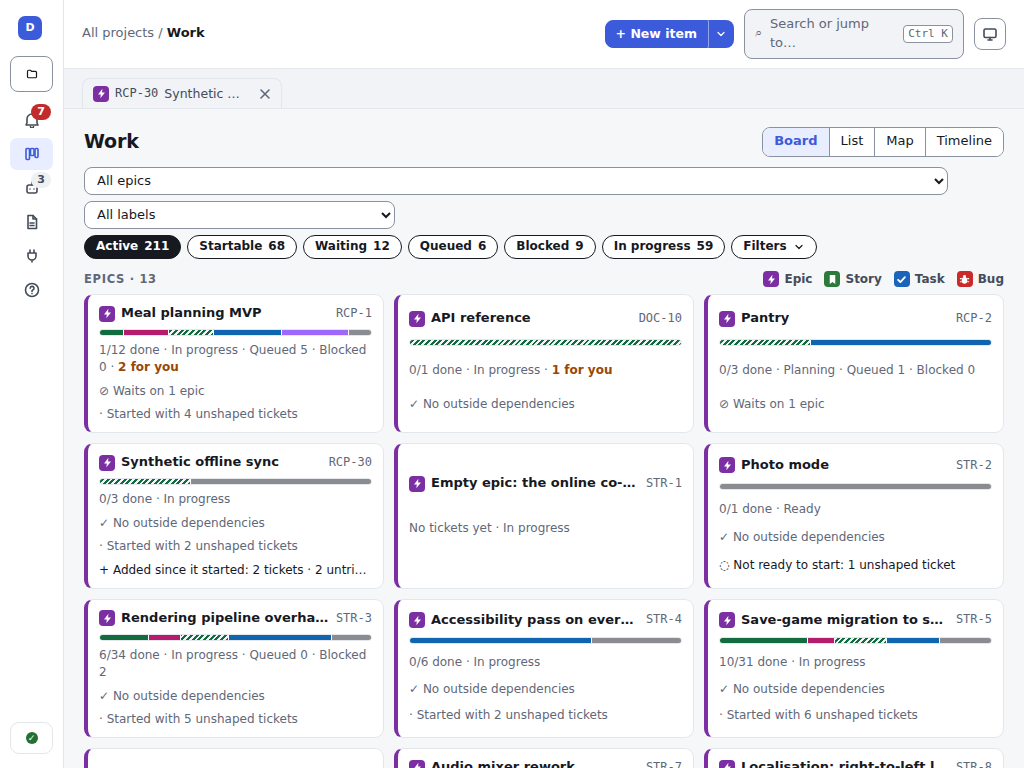 D
All projects / Work
+ New item
Search or jump to…
Ctrl K
7
3
RCP-30 Synthetic …
Work
Board List Map Timeline
All epics
All labels
Active 211 Startable 68 Waiting 12 Queued 6 Blocked 9 In progress 59 Filters
EPICS · 13
Epic Story Task Bug
Meal planning MVP RCP-1
1/12 done · In progress · Queued 5 · Blocked
0 · 2 for you
⊘ Waits on 1 epic
· Started with 4 unshaped tickets
API reference DOC-10
0/1 done · In progress · 1 for you
✓ No outside dependencies
Pantry RCP-2
0/3 done · Planning · Queued 1 · Blocked 0
⊘ Waits on 1 epic
Synthetic offline sync RCP-30
0/3 done · In progress
✓ No outside dependencies
· Started with 2 unshaped tickets
+ Added since it started: 2 tickets · 2 untri…
Empty epic: the online co-… STR-1
No tickets yet · In progress
Photo mode STR-2
0/1 done · Ready
✓ No outside dependencies
◌ Not ready to start: 1 unshaped ticket
Rendering pipeline overha… STR-3
6/34 done · In progress · Queued 0 · Blocked
2
✓ No outside dependencies
· Started with 5 unshaped tickets
Accessibility pass on ever… STR-4
0/6 done · In progress
✓ No outside dependencies
· Started with 2 unshaped tickets
Save-game migration to s… STR-5
10/31 done · In progress
✓ No outside dependencies
· Started with 6 unshaped tickets
Audio mixer rework STR-7
Localisation: right-to-left l… STR-8